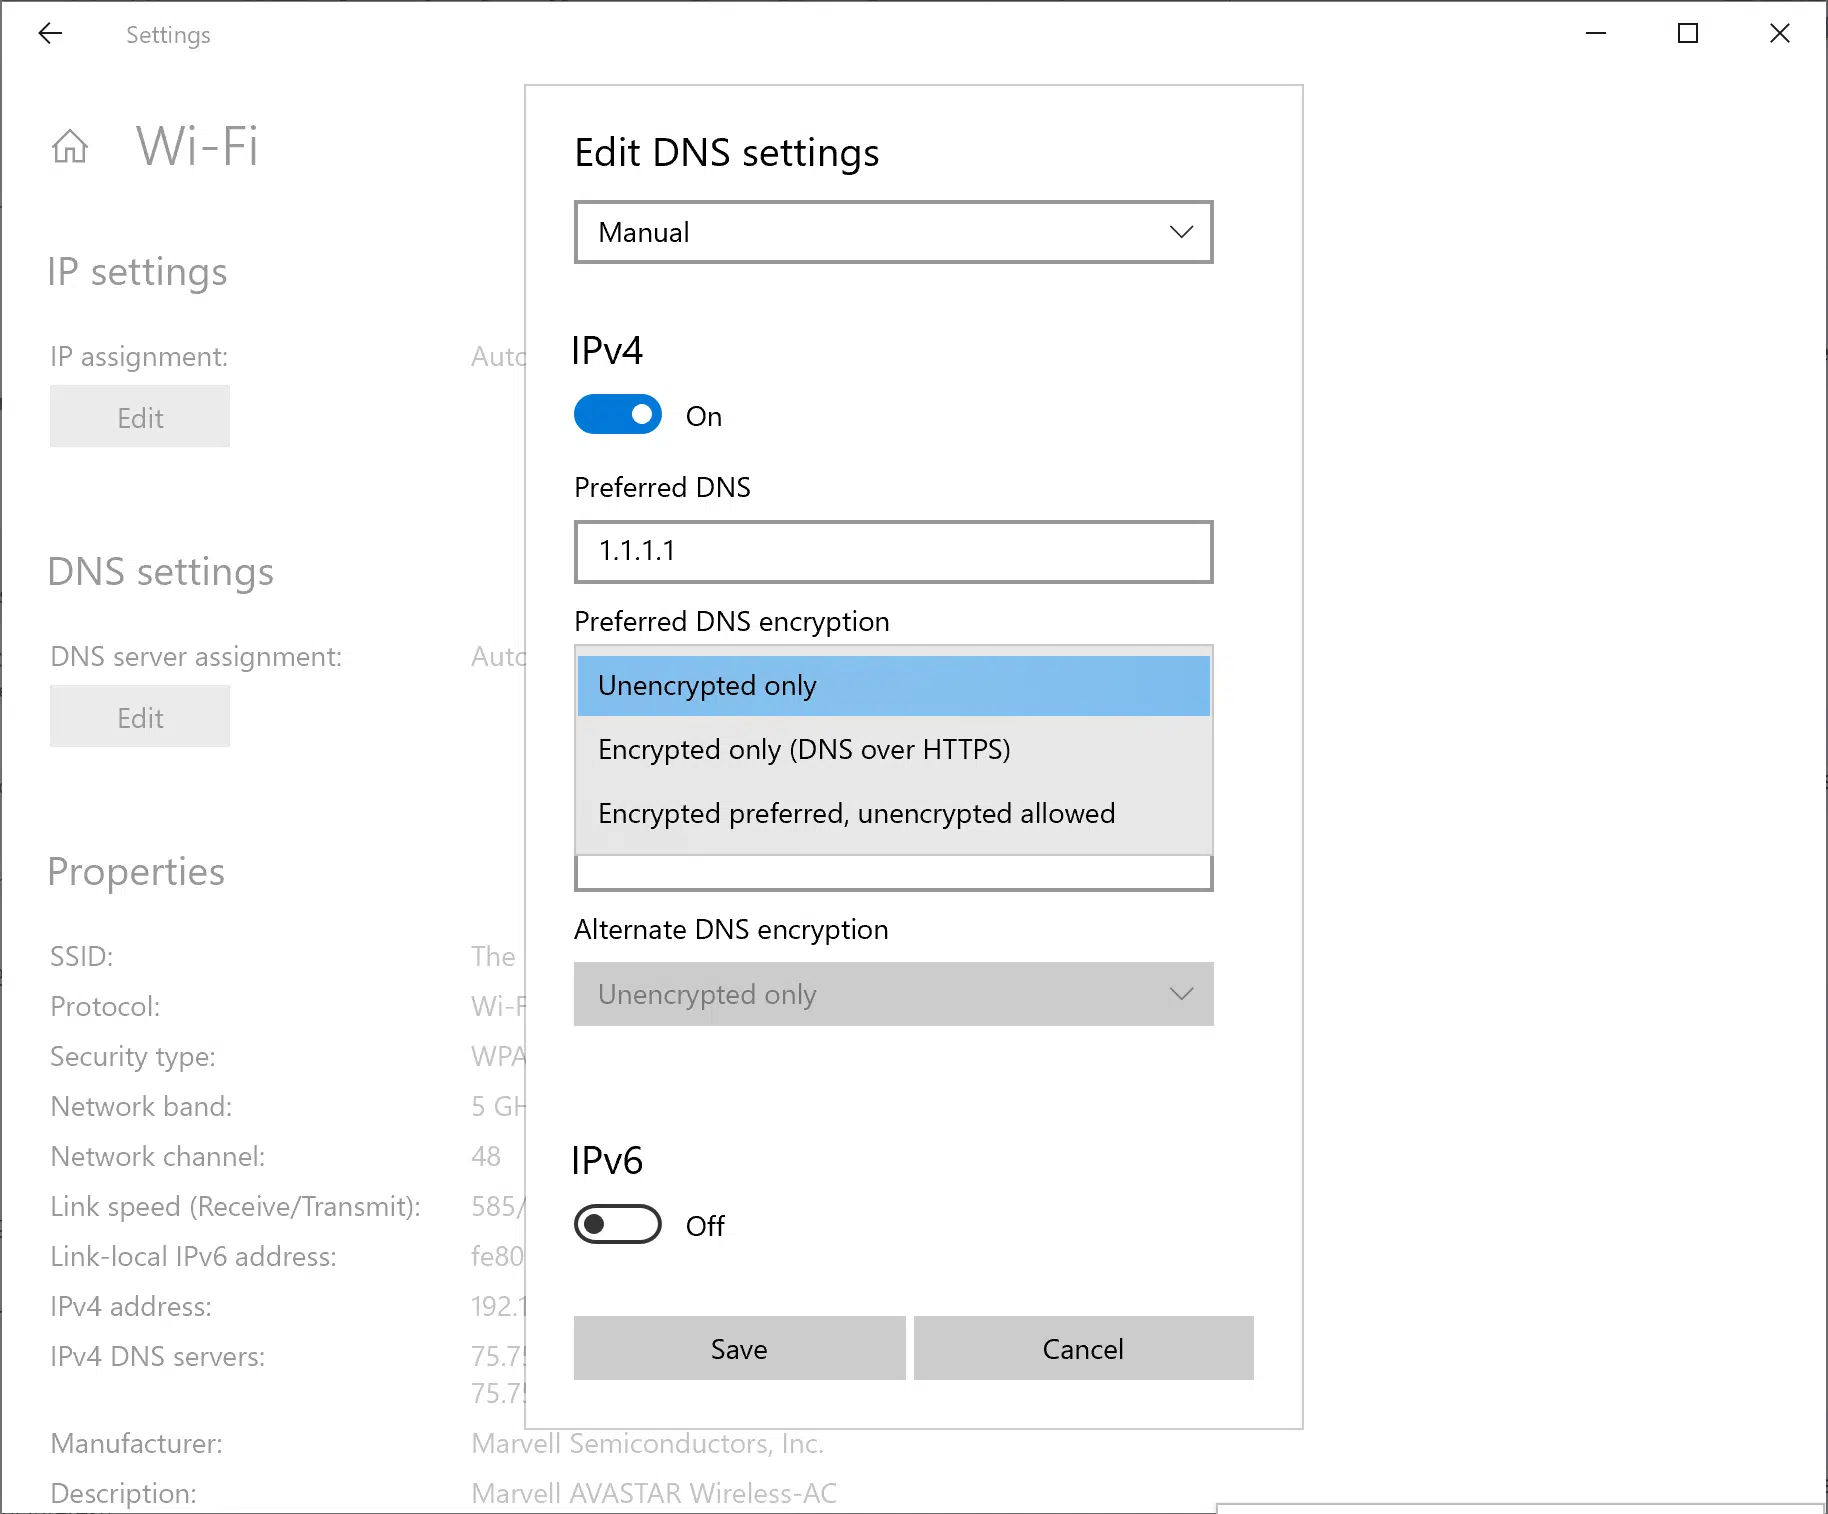 Settings
Wi-Fi
IP settings
IP assignment:
Edit
DNS settings
DNS server assignment:
Edit
Properties
SSID: The
Protocol:
Security type: WPA
Network band: 5
Network channel: 48
Link speed (Receive/Transmit): 585/
Link-local IPv6 address: fe80
IPv4 address: 192.1
IPv4 DNS servers: 75.75
75.75
Manufacturer: Marvell Semiconductors, Inc.
Description: Marvell AVASTAR Wireless-AC
Edit DNS settings
Manual
IPv4
On
Preferred DNS
1.1.1.1
Preferred DNS encryption
Unencrypted only
Encrypted only (DNS over HTTPS)
Encrypted preferred, unencrypted allowed
Alternate DNS encryption
Unencrypted only
IPv6
Off
Save Cancel